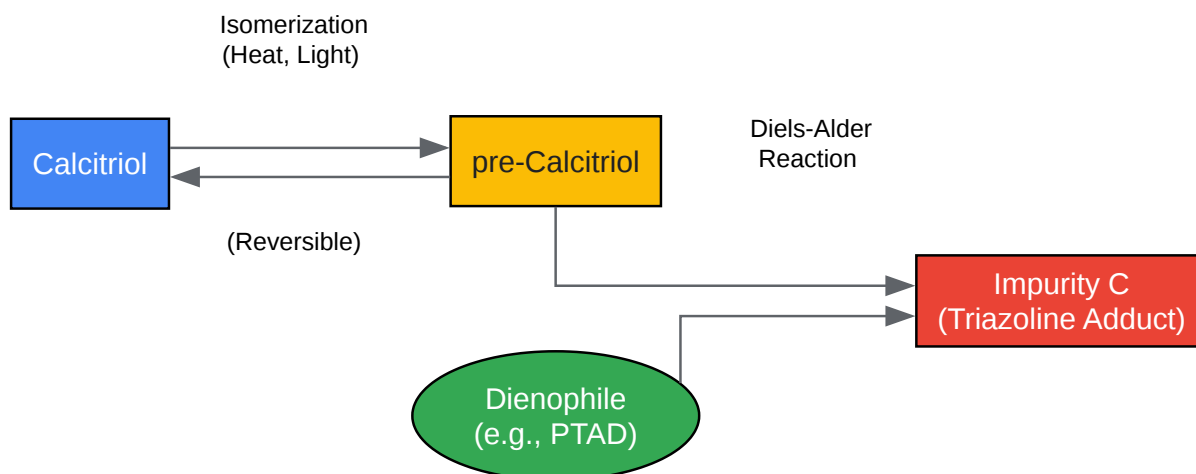 Isomerization
(Heat, Light)
Calcitriol
pre-Calcitriol
Diels-Alder
Reaction
(Reversible)
Impurity C
(Triazoline Adduct)
Dienophile
(e.g., PTAD)